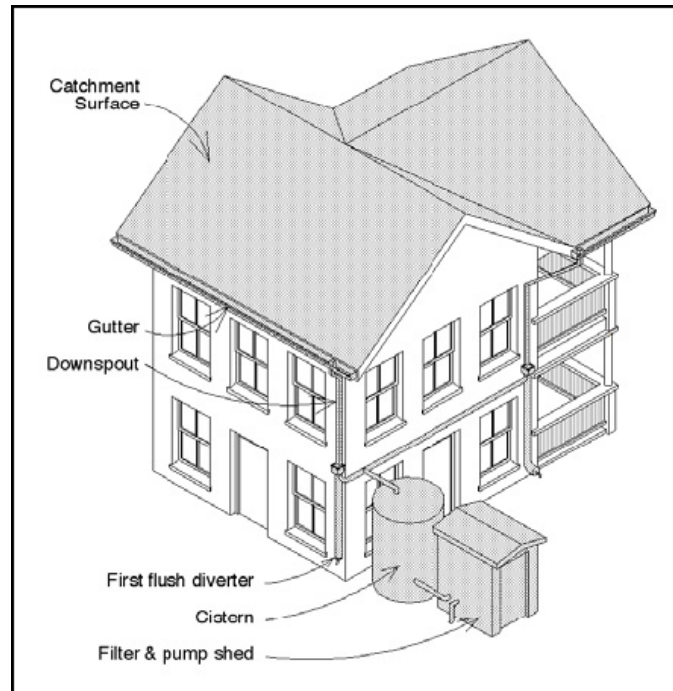 Catchment
Surface
Gutter
Downspout
First flush diverter
Cistern
Filter & pump shed